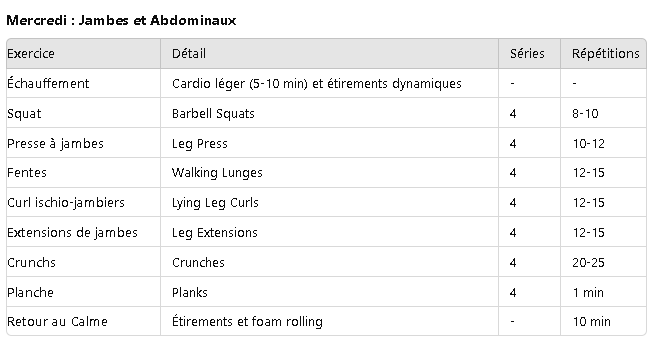 Mercredi : Jambes et Abdominaux
Exercice Détail Séries Répétitions
Échauffement Cardio léger (5-10 min) et étirements dynamiques - -
Squat Barbell Squats 4 8-10
Presse à jambes Leg Press 4 10-12
Fentes Walking Lunges 4 12-15
Curl ischio-jambiers Lying Leg Curls 4 12-15
Extensions de jambes Leg Extensions 4 12-15
Crunchs Crunches 4 20-25
Planche Planks 4 1 min
Retour au Calme Étirements et foam rolling - 10 min